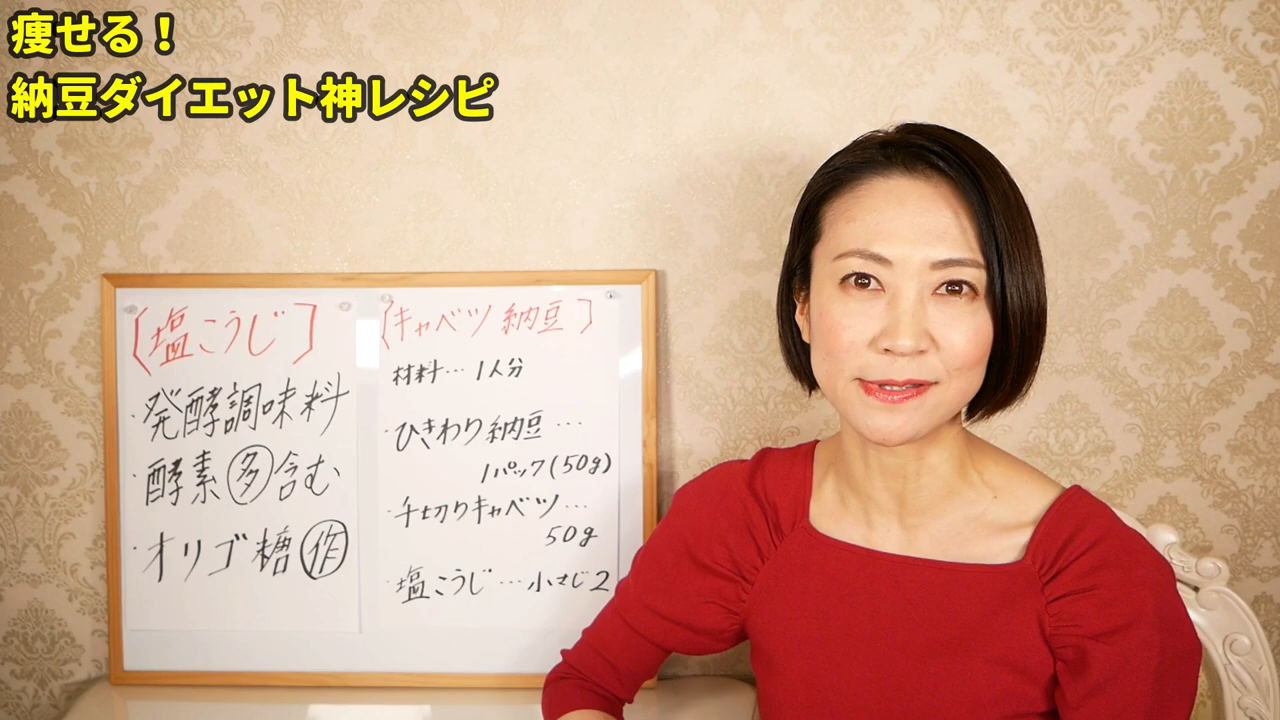 痩せる！
納豆ダイエット神レシピ
[塩こうじ]
・発酵調味料
・酵素多含む
・オリゴ糖作
[キャベツ納豆]
材料…1人分
・ひきわり納豆…
1パック(50g)
・千切りキャベツ…
50g
・塩こうじ…小さじ2